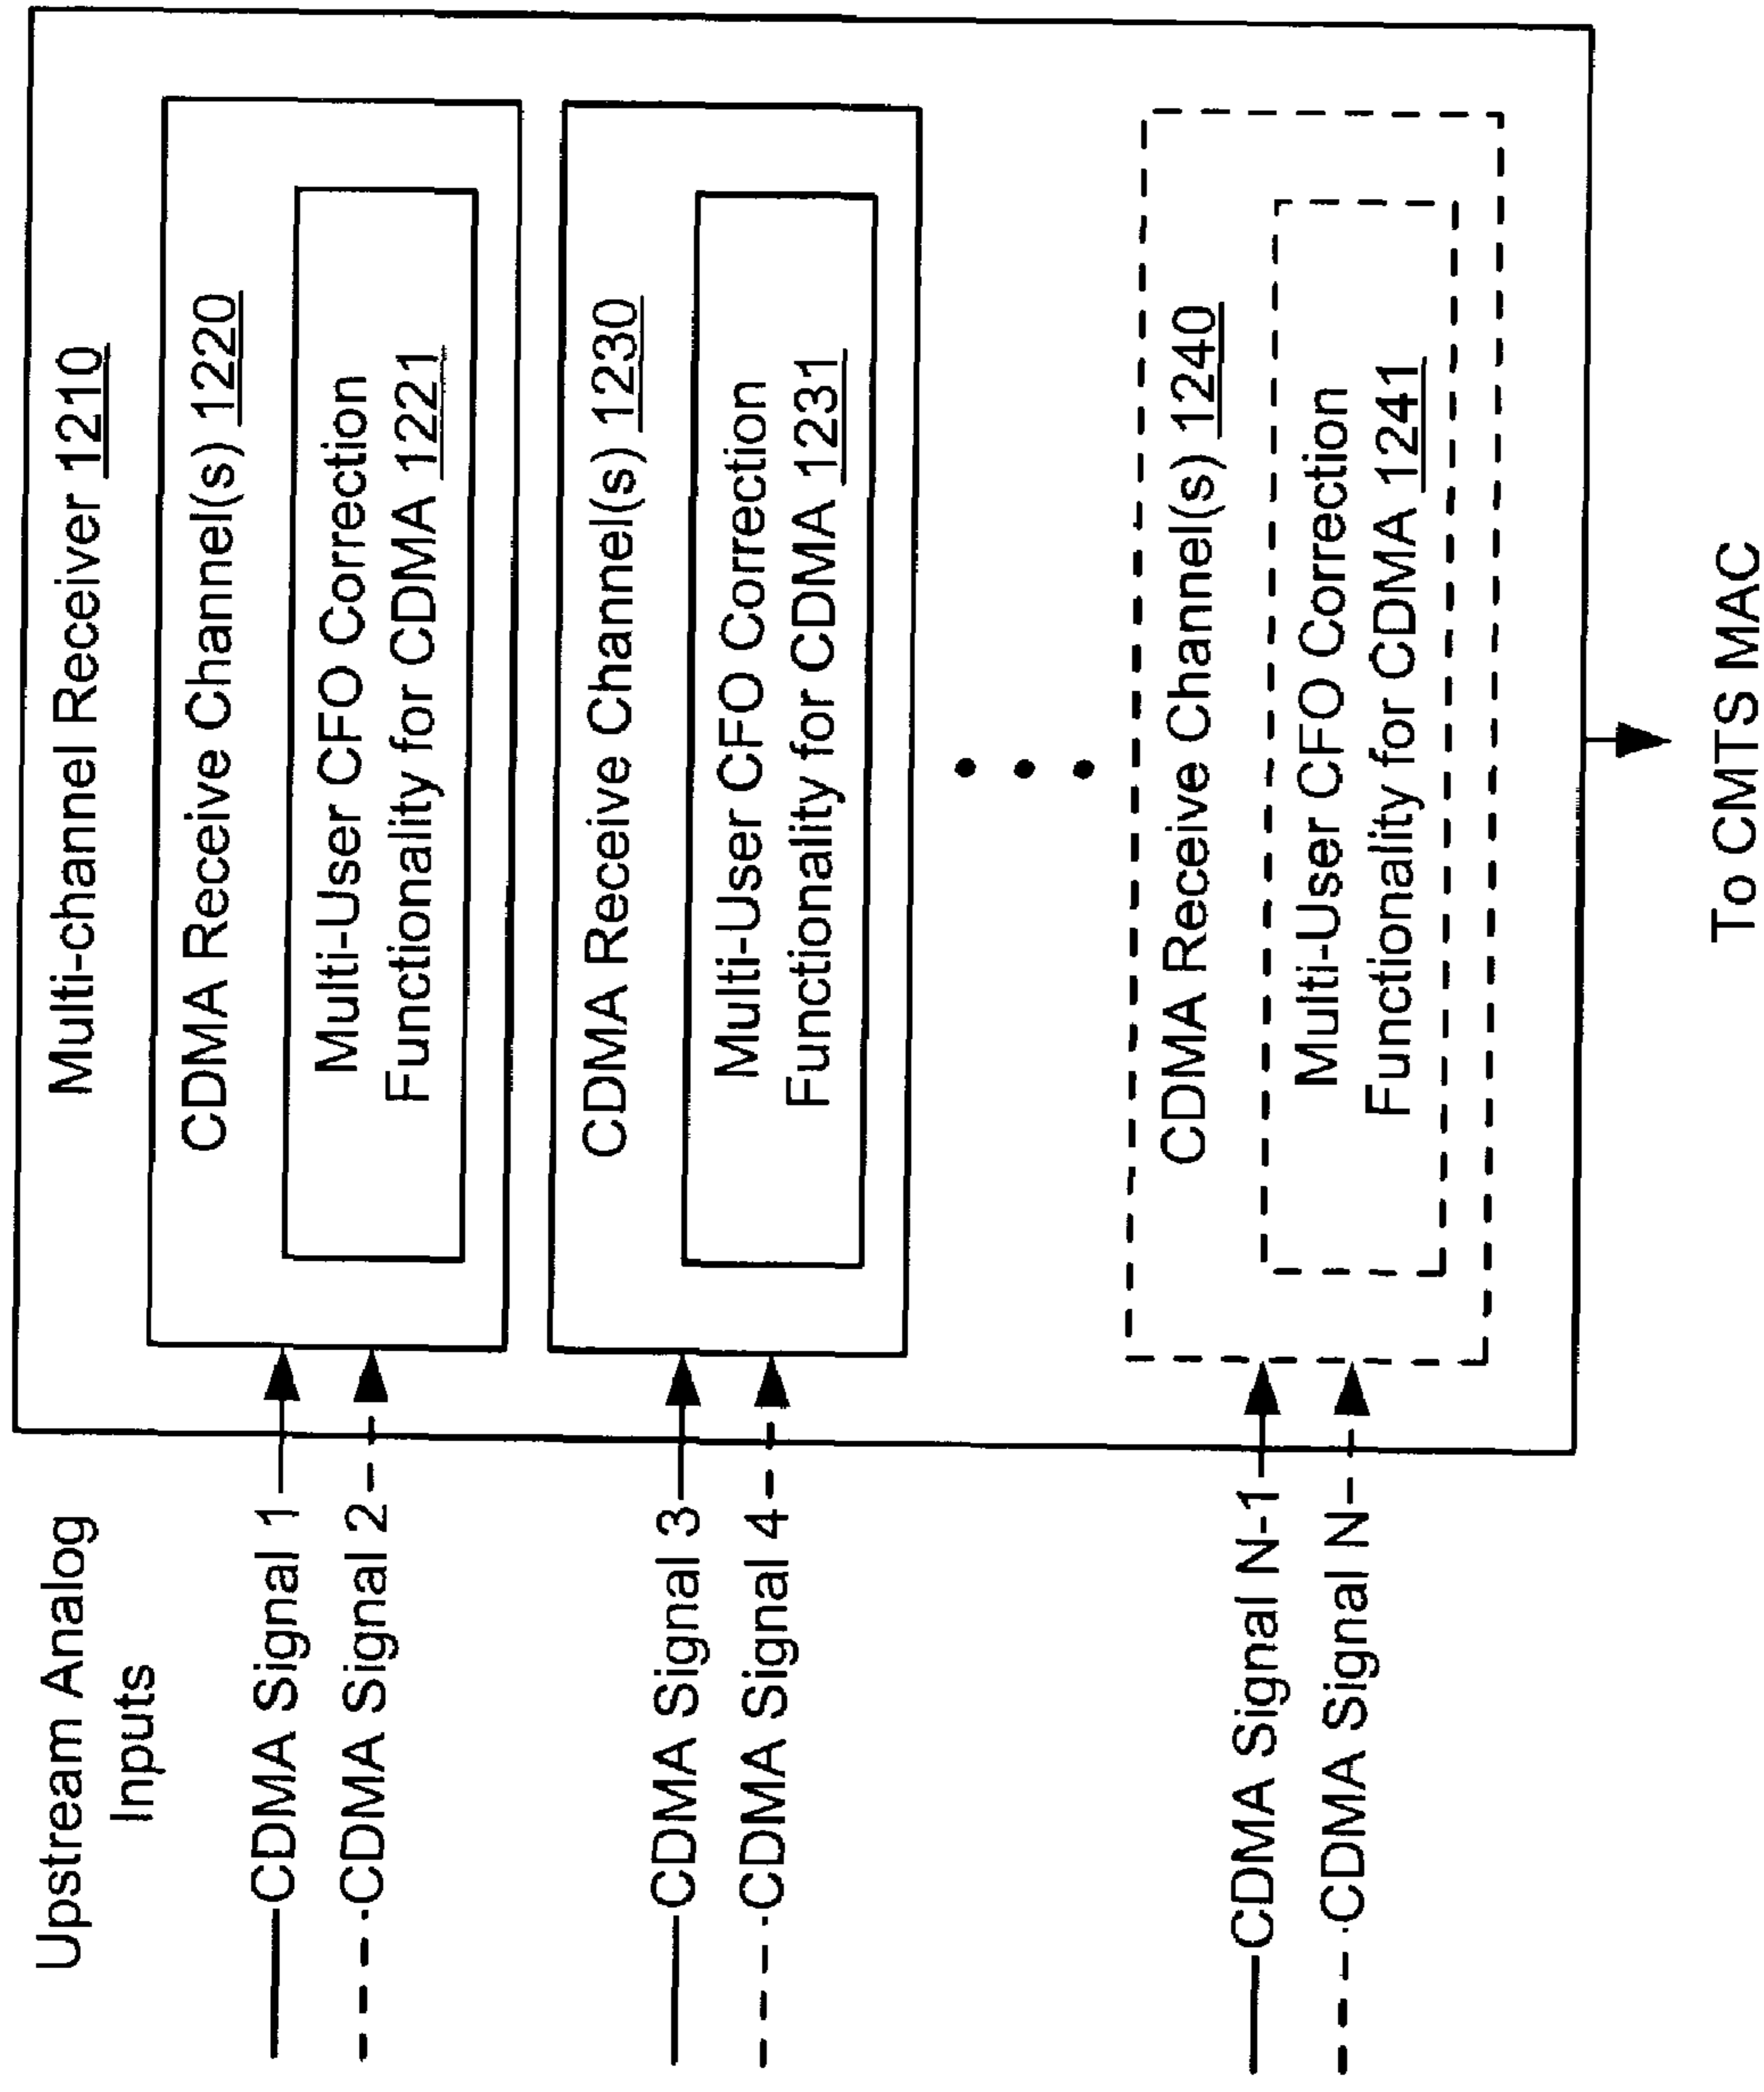 Upstream Analog
Inputs
Multi-channel Receiver 1210
CDMA Signal 1
CDMA Signal 2
CDMA Receive Channel(s) 1220
Multi-User CFO Correction
Functionality for CDMA 1221
CDMA Signal 3
CDMA Signal 4
CDMA Receive Channel(s) 1230
Multi-User CFO Correction
Functionality for CDMA 1231
CDMA Signal N-1
CDMA Signal N
CDMA Receive Channel(s) 1240
Multi-User CFO Correction
Functionality for CDMA 1241
To CMTS MAC